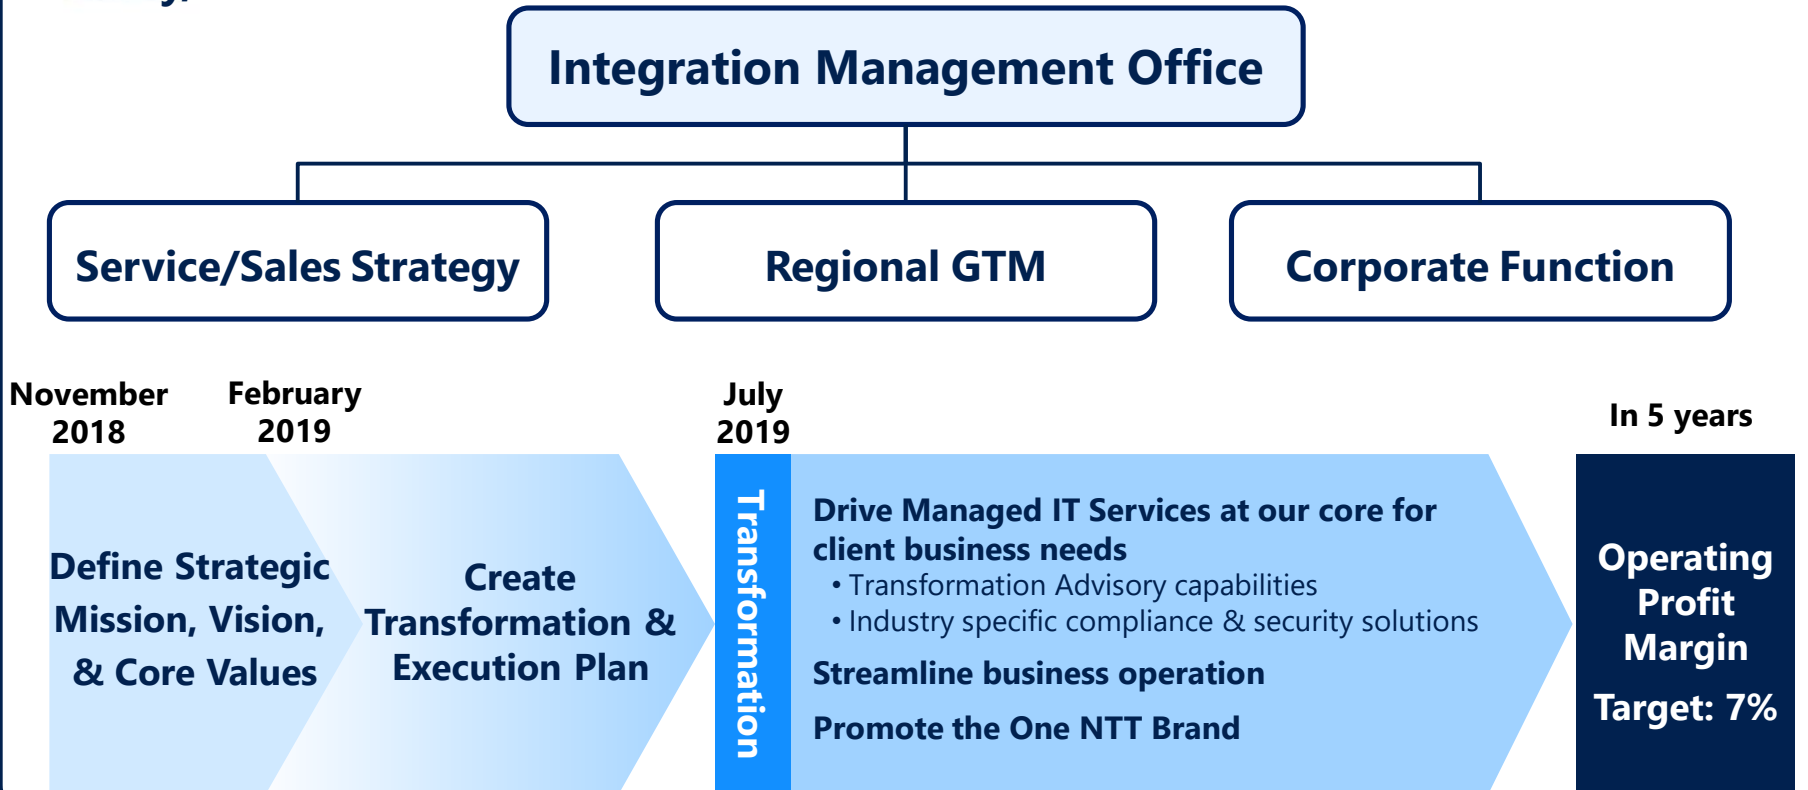 Integration Management Office
Service/Sales Strategy
Regional GTM
Corporate Function
November
2018
February
2019
July
2019
In 5 years
Define Strategic
Mission, Vision,
& Core Values
Create
Transformation &
Execution Plan
Transformation
Drive Managed IT Services at our core for
client business needs
• Transformation Advisory capabilities
• Industry specific compliance & security solutions
Streamline business operation
Promote the One NTT Brand
Operating
Profit
Margin
Target: 7%